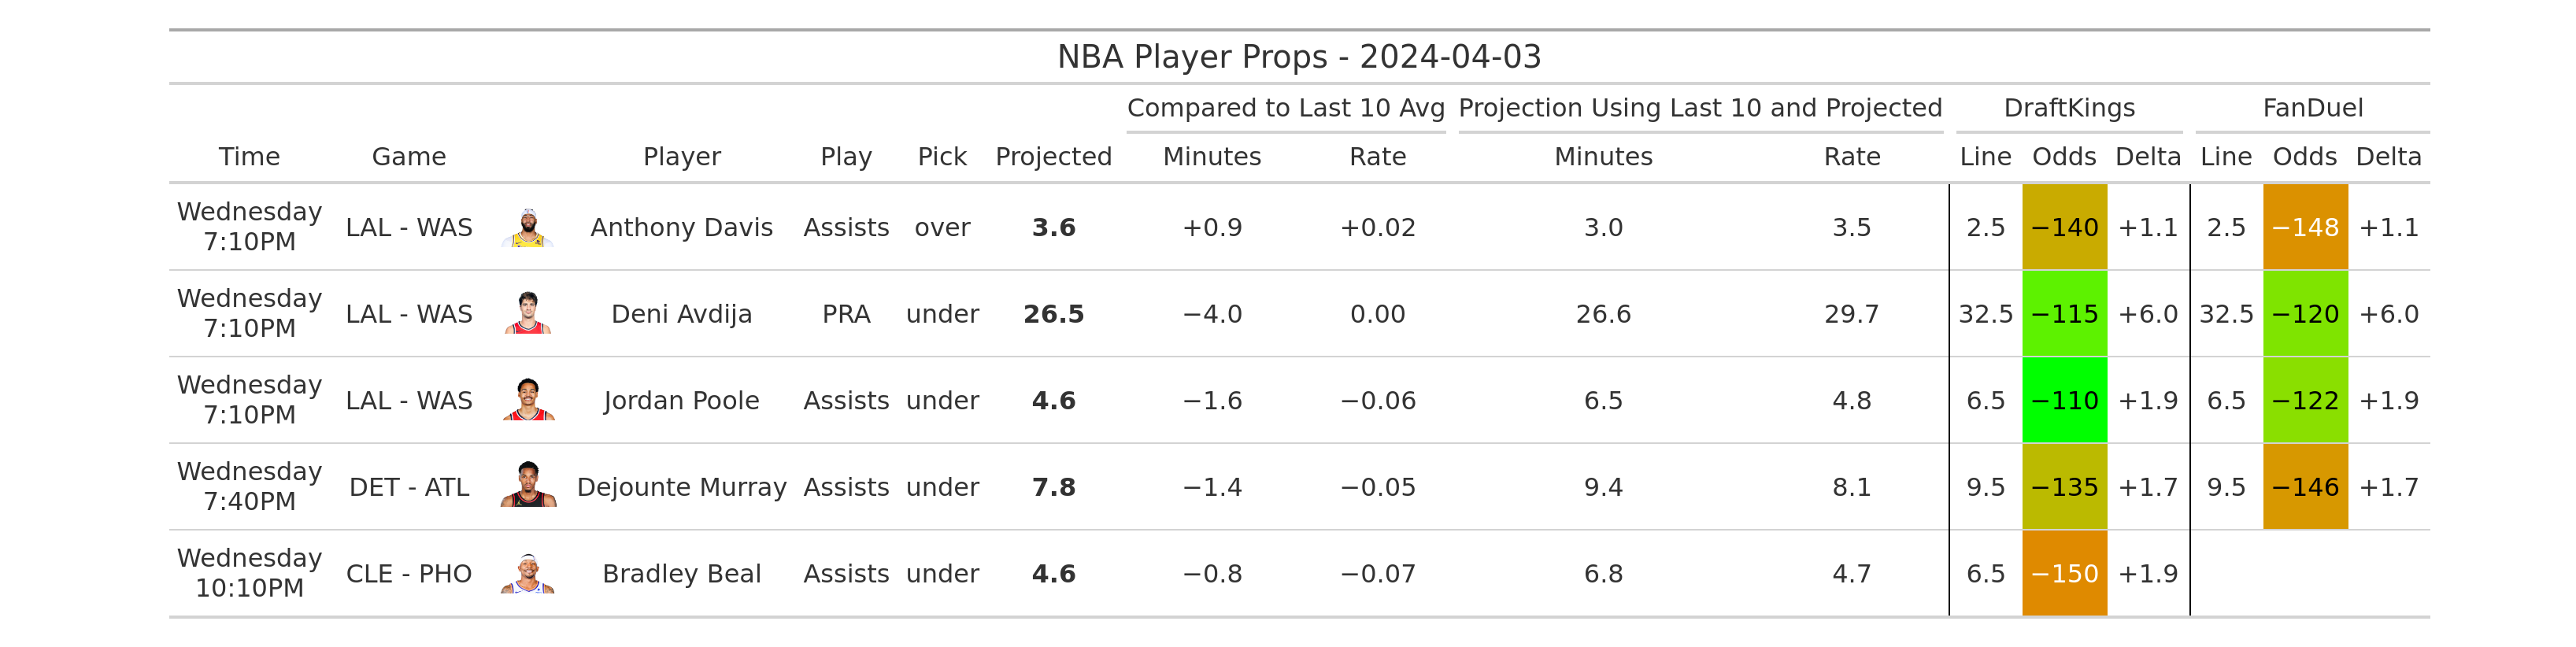 NBA Player Props - 2024-04-03
Compared to Last 10 Avg Projection Using Last 10 and Projected DraftKings FanDuel
Time Game Player Play Pick Projected Minutes Rate Minutes Rate Line Odds Delta Line Odds Delta
Wednesday
7:10PM LAL - WAS Anthony Davis Assists over 3.6 +0.9 +0.02 3.0 3.5 2.5 −140 +1.1 2.5 −148 +1.1
Wednesday
7:10PM LAL - WAS Deni Avdija PRA under 26.5 −4.0 0.00 26.6 29.7 32.5 −115 +6.0 32.5 −120 +6.0
Wednesday
7:10PM LAL - WAS Jordan Poole Assists under 4.6 −1.6 −0.06 6.5 4.8 6.5 −110 +1.9 6.5 −122 +1.9
Wednesday
7:40PM DET - ATL Dejounte Murray Assists under 7.8 −1.4 −0.05 9.4 8.1 9.5 −135 +1.7 9.5 −146 +1.7
Wednesday
10:10PM CLE - PHO Bradley Beal Assists under 4.6 −0.8 −0.07 6.8 4.7 6.5 −150 +1.9